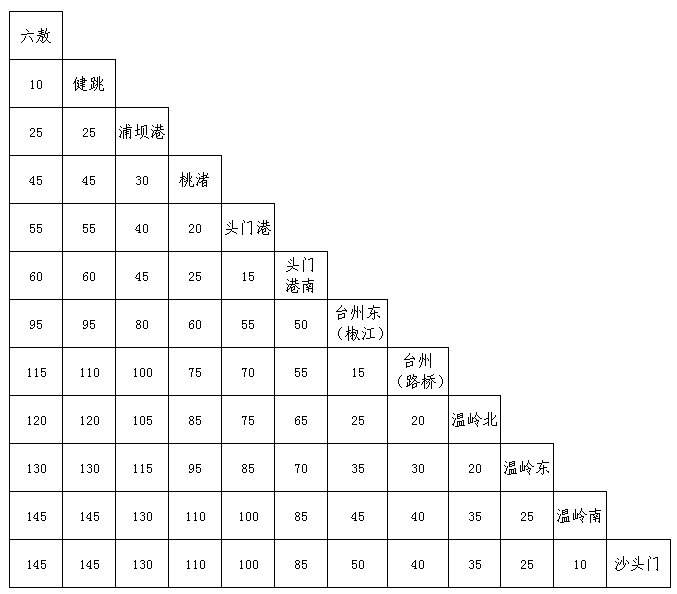 六敖
10 健跳
25 25 浦坝港
45 45 30 桃渚
55 55 40 20 头门港
60 60 45 25 15 头门
港南
95 95 80 60 55 50 台州东
（椒江）
115 110 100 75 70 55 15 台州
（路桥）
120 120 105 85 75 65 25 20 温岭北
130 130 115 95 85 70 35 30 20 温岭东
145 145 130 110 100 85 45 40 35 25 温岭南
145 145 130 110 100 85 50 40 35 25 10 沙头门